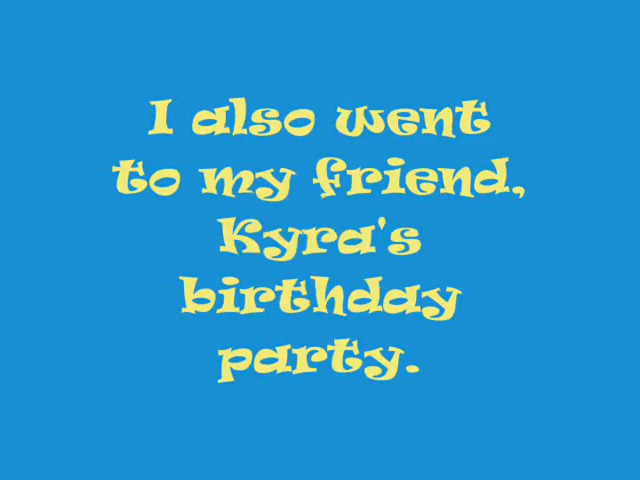 I also went
to my friend,
Kyra's
birthday
party.